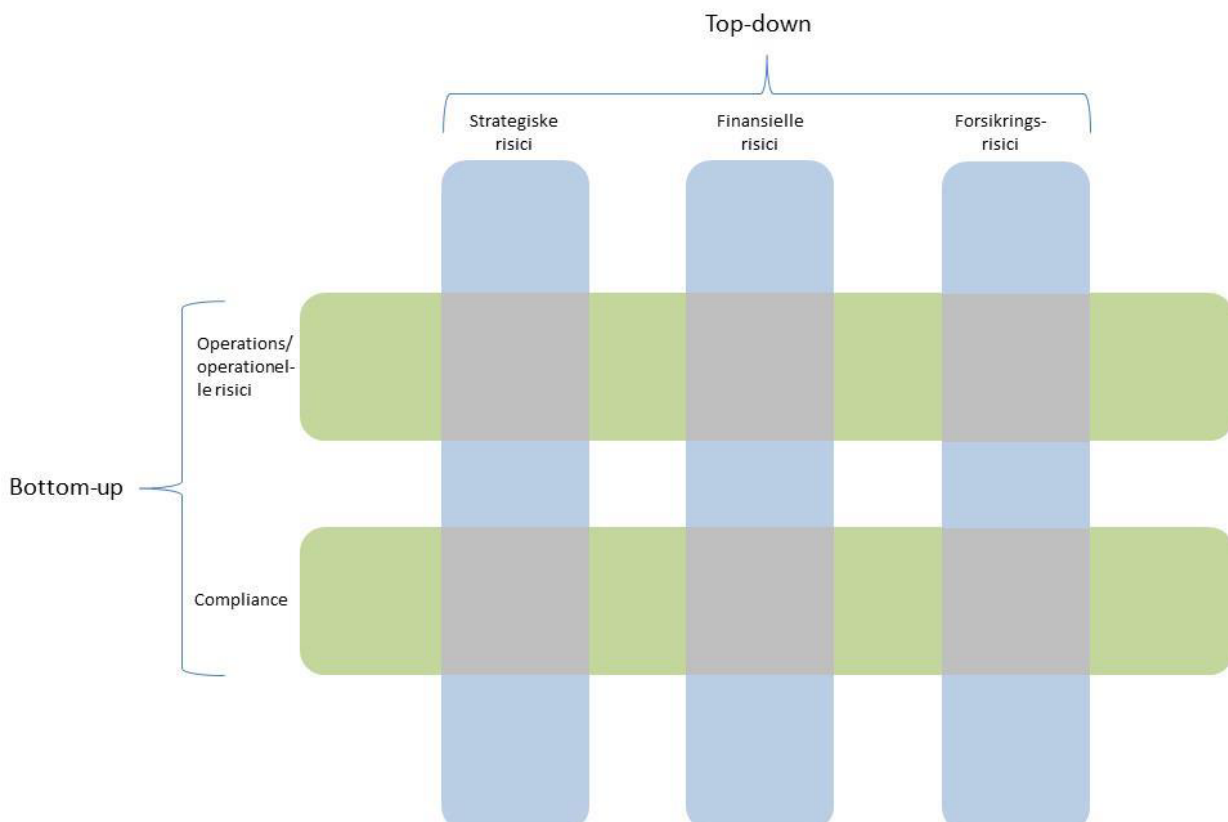 Top-down
Strategiske
risici
Finansielle
risici
Forsikrings-
risici
Operations/
operationel-
le risici
Bottom-up
Compliance